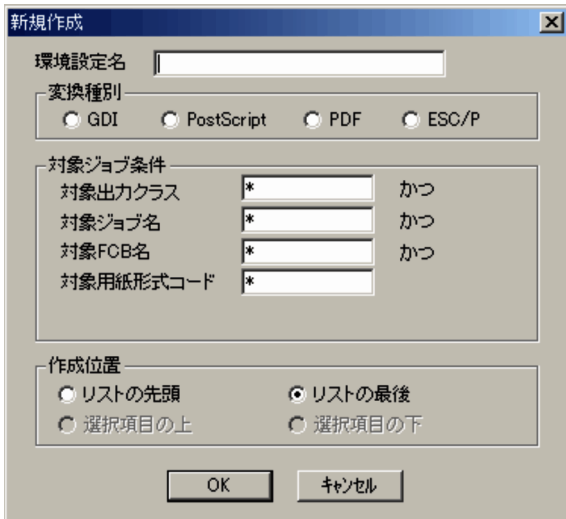 新規作成
環境設定名
変換種別
GDI PostScript PDF ESC/P
対象ジョブ条件
対象出力クラス * かつ
対象ジョブ名 * かつ
対象FCB名 * かつ
対象用紙形式コード *
作成位置
リストの先頭 リストの最後
選択項目の上 選択項目の下
OK キャンセル